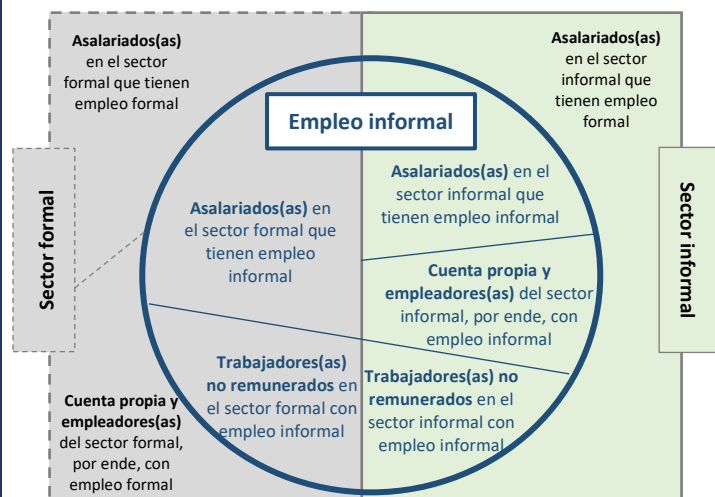 Asalariados(as)
en el sector
formal que tienen
empleo formal
Asalariados(as)
en el sector
informal que
tienen empleo
formal
Empleo informal
Sector formal
Asalariados(as) en
el sector formal que
tienen empleo
informal
Asalariados(as) en el
sector informal que
tienen empleo informal
Sector informal
Cuenta propia y
empleadores(as) del sector
informal, por ende, con
empleo informal
Trabajadores(as)
no remunerados en
el sector formal con
empleo informal
Trabajadores(as) no
remunerados en el
sector informal con
empleo informal
Cuenta propia y
empleadores(as)
del sector formal,
por ende, con
empleo formal